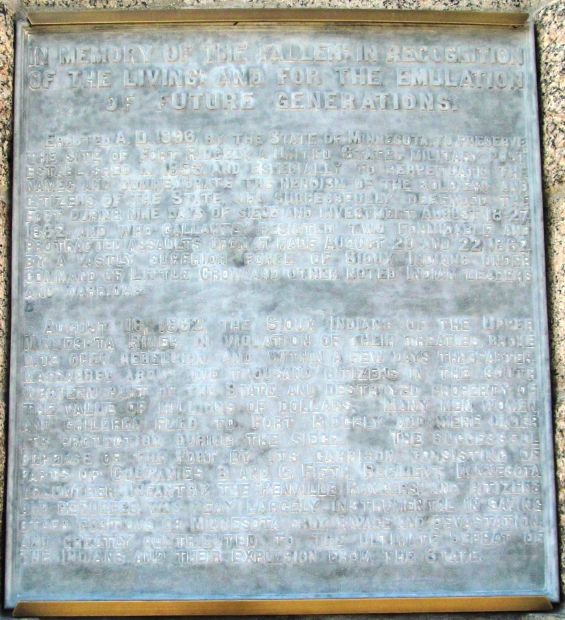 IN MEMORY OF THE FALLEN; IN RECOGNITION
OF THE LIVING; AND FOR THE EMULATION
OF FUTURE GENERATIONS.
ERECTED A. D. 1896, BY THE STATE OF MINNESOTA, TO PRESERVE
THE SITE OF FORT RIDGELY, A UNITED STATES MILITARY POST
ESTABLISHED IN 1853, AND ESPECIALLY TO PERPETUATE THE
NAMES AND COMMEMORATE THE HEROISM OF THE SOLDIERS AND
CITIZENS OF THE STATE, WHO SUCCESSFULLY DEFENDED THE
FORT DURING NINE DAYS OF SIEGE AND INVESTMENT, AUGUST 18-27,
1862, AND WHO GALLANTLY RESISTED TWO FORMIDABLE AND
PROTRACTED ASSAULTS UPON IT, MADE AUGUST 20 AND 22, 1862,
BY A VASTLY SUPERIOR FORCE OF SIOUX INDIANS UNDER
COMMAND OF LITTLE CROW AND OTHER NOTED INDIAN LEADERS
AND WARRIORS.
AUGUST 18, 1862, THE SIOUX INDIANS OF THE UPPER
MINNESOTA RIVER IN VIOLATION OF THEIR TREATIES, BROKE
INTO OPEN REBELLION, AND WITHIN A FEW DAYS THEREAFTER
MASSACRED ABOUT ONE THOUSAND CITIZENS IN THE SOUTH
WESTERN PART OF THE STATE, AND DESTROYED PROPERTY OF
THE VALUE OF MILLIONS OF DOLLARS. MANY MEN, WOMEN
AND CHILDREN FLED TO FORT RIDGELY AND WERE UNDER
ITS PROTECTION DURING THE SIEGE. THE SUCCESSFUL
DEFENSE OF THE FORT BY ITS GARRISON, CONSISTING OF
PARTS OF COMPANIES B AND C, FIFTH REGIMENT MINNESOTA
VOLUNTEER INFANTRY, THE RENVILLE RANGERS, AND CITIZENS
AND REFUGEES, WAS VERY LARGELY INSTRUMENTAL IN SAVING
OTHER PORTIONS OF MINNESOTA FROM RAVAGE AND DEVASTATION,
AND GREATLY CONTRIBUTED TO THE ULTIMATE DEFEAT OF
THE INDIANS AND THEIR EXPULSION FROM THE STATE.